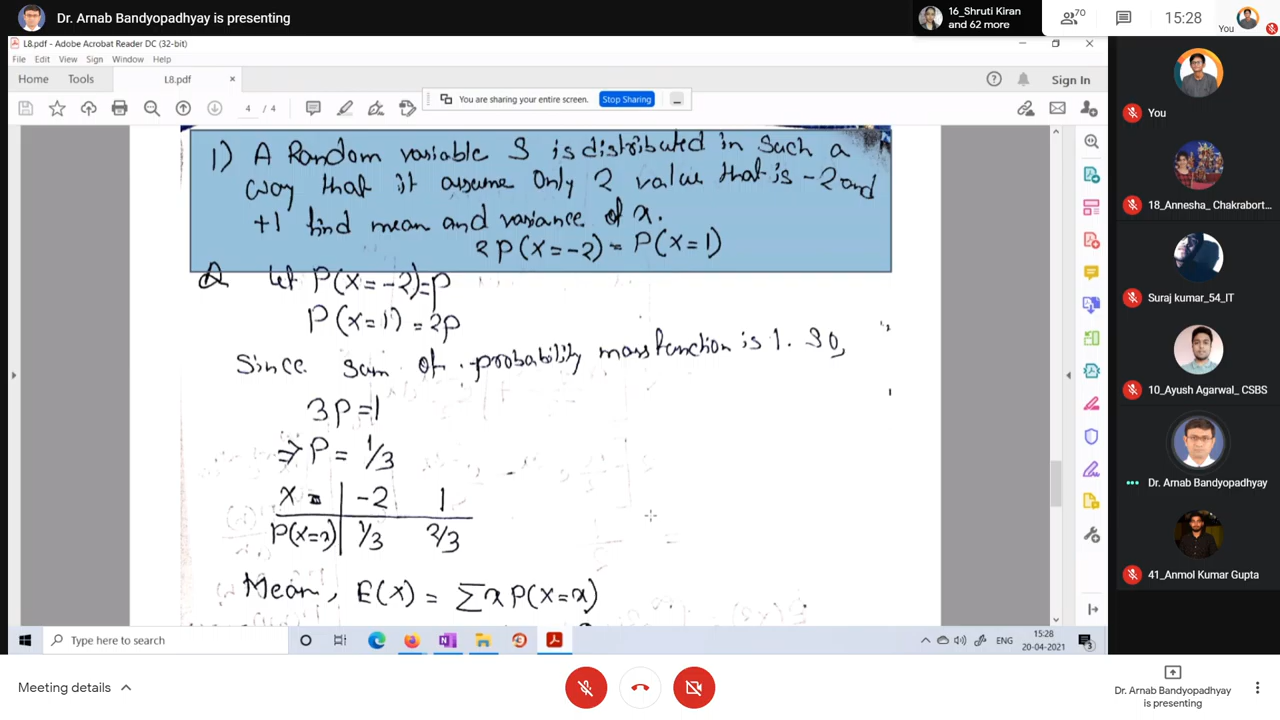 Dr. Arnab Bandyopadhyay is presenting
16_Shruti Kiran
and 62 more
70
15:28
You
L8.pdf - Adobe Acrobat Reader DC (32-bit)
File Edit View Sign Window Help
Home Tools L8.pdf ×
Sign In
4 / 4
You are sharing your entire screen. Stop Sharing
1) A Random variable S is distributed in such a
way that it assume only 2 value that is -2 and
+1 find mean and variance of x.
2P(X=-2) = P(X=1)
let P(X=-2)=p
P(X=1) = 2p
Since sum of probability mass function is 1. So,
3P=1
⇒ P = 1/3
X = | -2 1
P(X=x) | 1/3 2/3
Mean, E(X) = ∑x P(X=x)
You
18_Annesha_ Chakrabort...
Suraj kumar_54_IT
10_Ayush Agarwal_ CSBS
Dr. Arnab Bandyopadhyay
41_Anmol Kumar Gupta
Type here to search
ENG
15:28
20-04-2021
3
Meeting details
Dr. Arnab Bandyopadhyay
is presenting